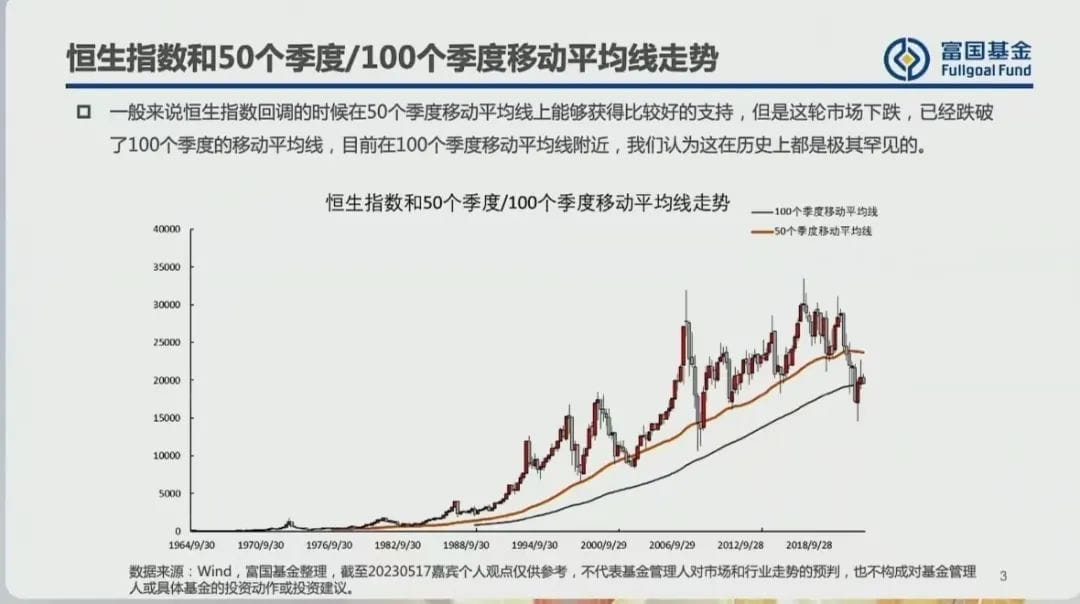 恒生指数和50个季度/100个季度移动平均线走势
富国基金
Fullgoal Fund
一般来说恒生指数回调的时候在50个季度移动平均线上能够获得比较好的支持，但是这轮市场下跌，已经跌破
了100个季度的移动平均线，目前在100个季度移动平均线附近，我们认为这在历史上都是极其罕见的。
恒生指数和50个季度/100个季度移动平均线走势
100个季度移动平均线
50个季度移动平均线
40000
35000
30000
25000
20000
15000
10000
5000
0
1964/9/30 1970/9/30 1976/9/30 1982/9/30 1988/9/30 1994/9/30 2000/9/29 2006/9/29 2012/9/28 2018/9/28
数据来源：Wind，富国基金整理，截至20230517嘉宾个人观点仅供参考，不代表基金管理人对市场和行业走势的预判，也不构成对基金管理
人或具体基金的投资动作或投资建议。
3